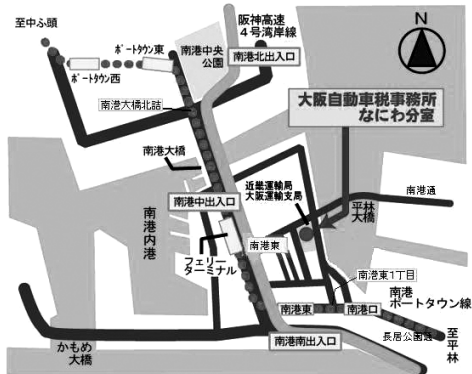 至中ふ頭
ポートタウン東
ポートタウン西
南港中央
公園
阪神高速
4号湾岸線
南港北出入口
N
大阪自動車税事務所
なにわ分室
南港大橋北詰
南港大橋
近畿運輸局
大阪運輸支局
平林
大橋
南港通
南港中出入口
南港内港
フェリー
ターミナル
南港東
南港東1丁目
南港
ポートタウン線
南港東
南港口
長居公園通
至平林
かもめ
大橋
南港南出入口